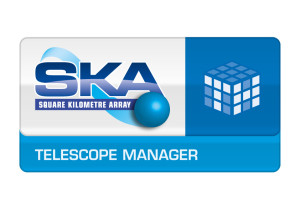 SKA
SQUARE KILOMETRE ARRAY
TELESCOPE MANAGER